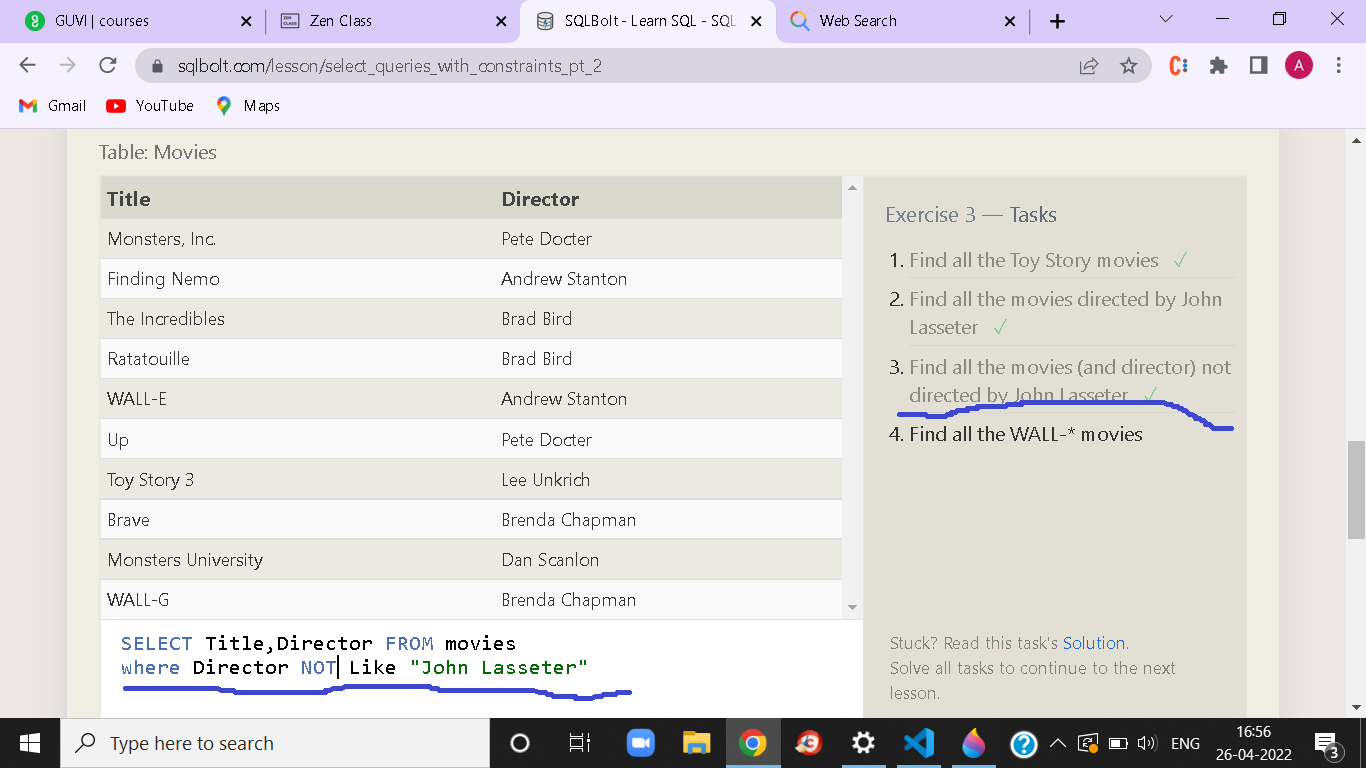 GUVI | courses
Zen Class
SQLBolt - Learn SQL - SQL
Web Search
sqlbolt.com/lesson/select_queries_with_constraints_pt_2
A
Gmail
YouTube
Maps
Table: Movies
Title Director
Monsters, Inc. Pete Docter
Finding Nemo Andrew Stanton
The Incredibles Brad Bird
Ratatouille Brad Bird
WALL-E Andrew Stanton
Up Pete Docter
Toy Story 3 Lee Unkrich
Brave Brenda Chapman
Monsters University Dan Scanlon
WALL-G Brenda Chapman
SELECT Title,Director FROM movies
where Director NOT Like "John Lasseter"
Exercise 3 — Tasks
1. Find all the Toy Story movies ✓
2. Find all the movies directed by John
Lasseter ✓
3. Find all the movies (and director) not
directed by John Lasseter ✓
4. Find all the WALL-* movies
Stuck? Read this task's Solution.
Solve all tasks to continue to the next
lesson.
Type here to search
ENG
16:56
26-04-2022
3